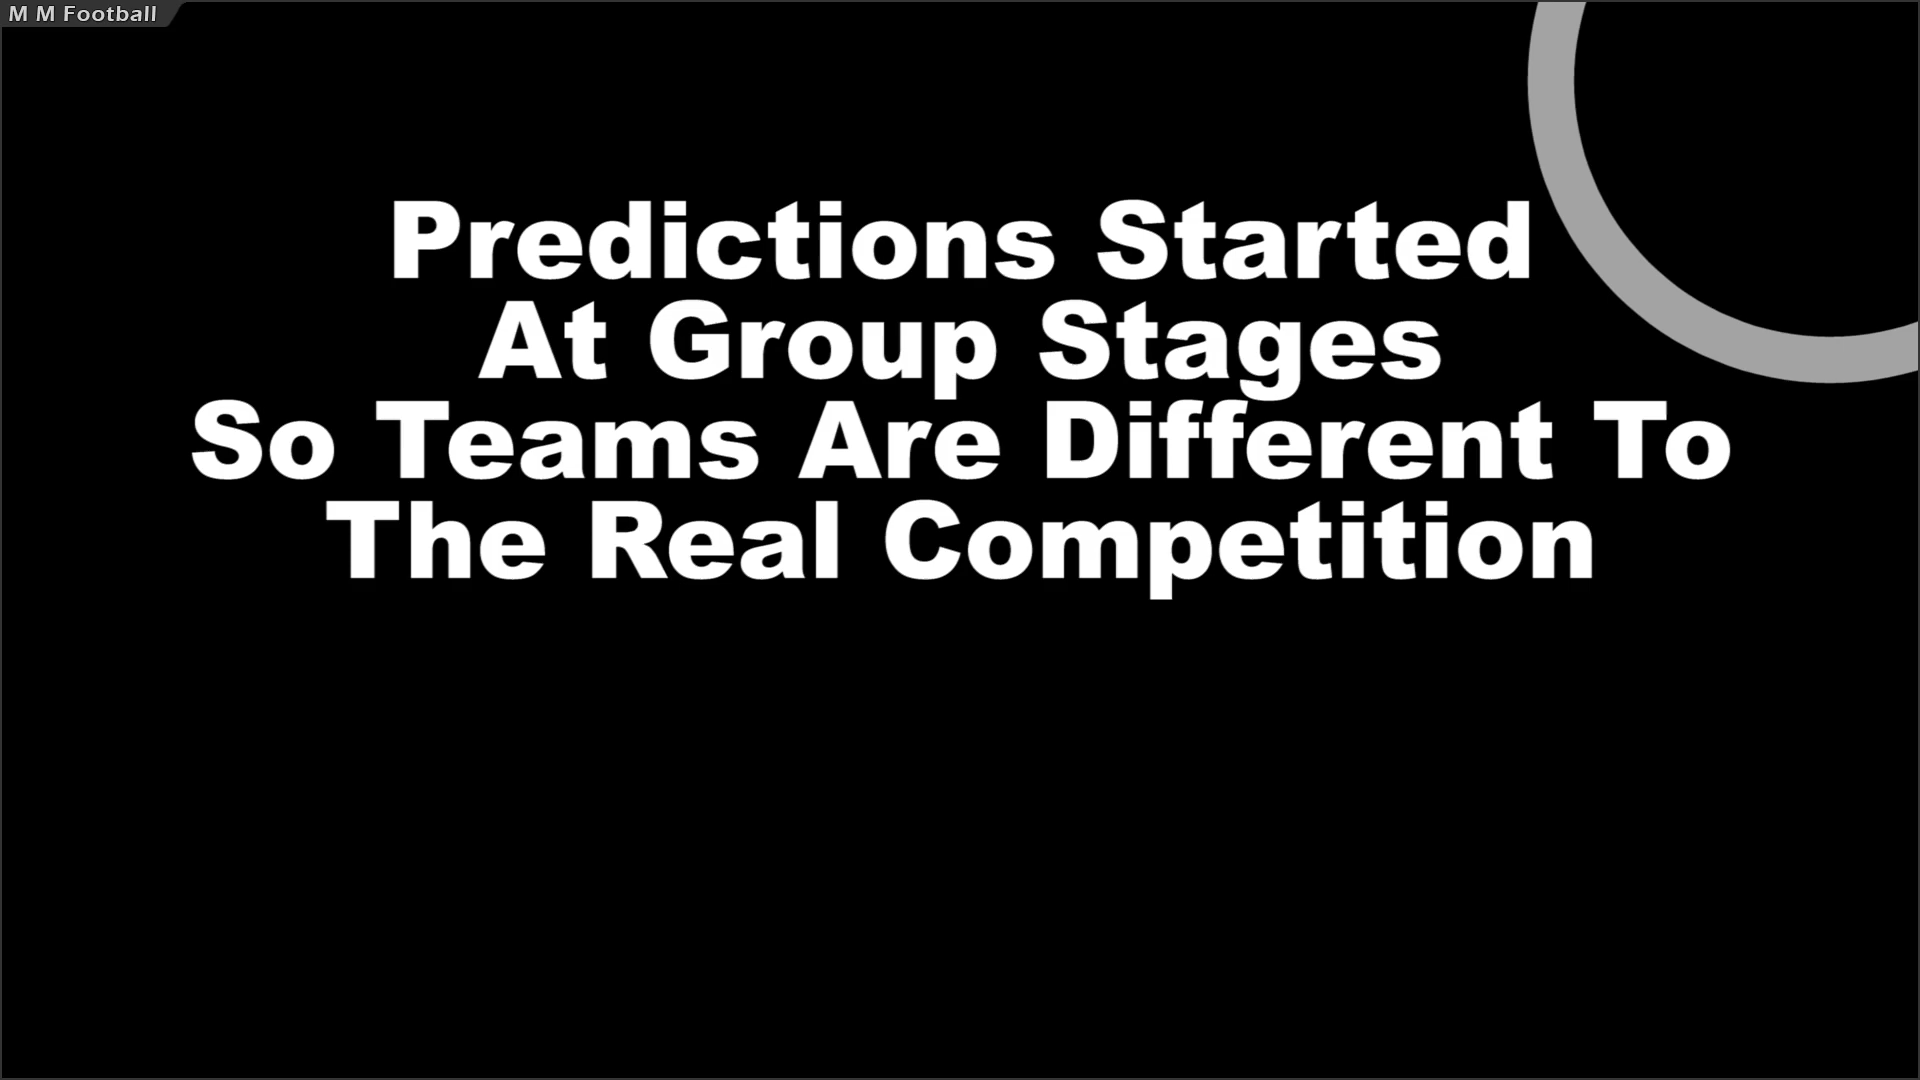 M M Football
Predictions Started
At Group Stages
So Teams Are Different To
The Real Competition